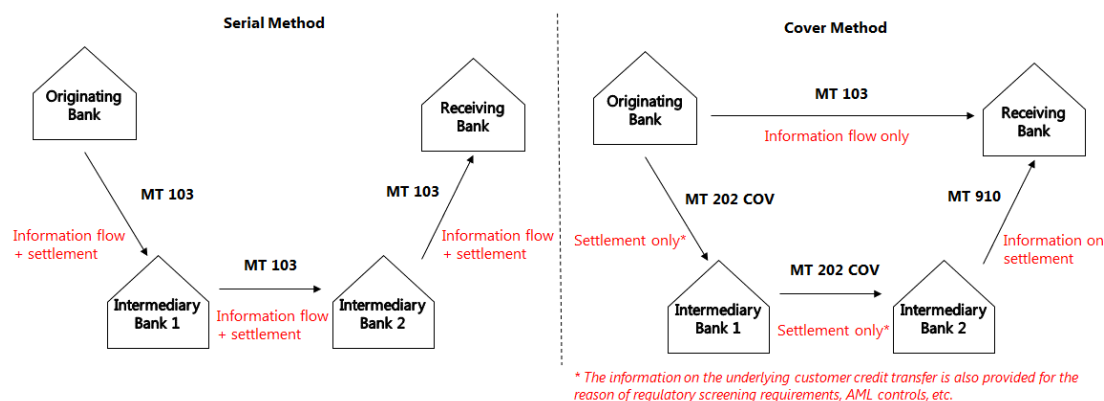 Serial Method
Originating
Bank
Receiving
Bank
MT 103
MT 103
Information flow
+ settlement
Information flow
+ settlement
MT 103
Intermediary
Bank 1
Information flow
+ settlement
Intermediary
Bank 2
Cover Method
Originating
Bank
MT 103
Information flow only
Receiving
Bank
MT 202 COV
MT 910
Settlement only*
Information on
settlement
MT 202 COV
Intermediary
Bank 1
Settlement only*
Intermediary
Bank 2
* The information on the underlying customer credit transfer is also provided for the
reason of regulatory screening requirements, AML controls, etc.